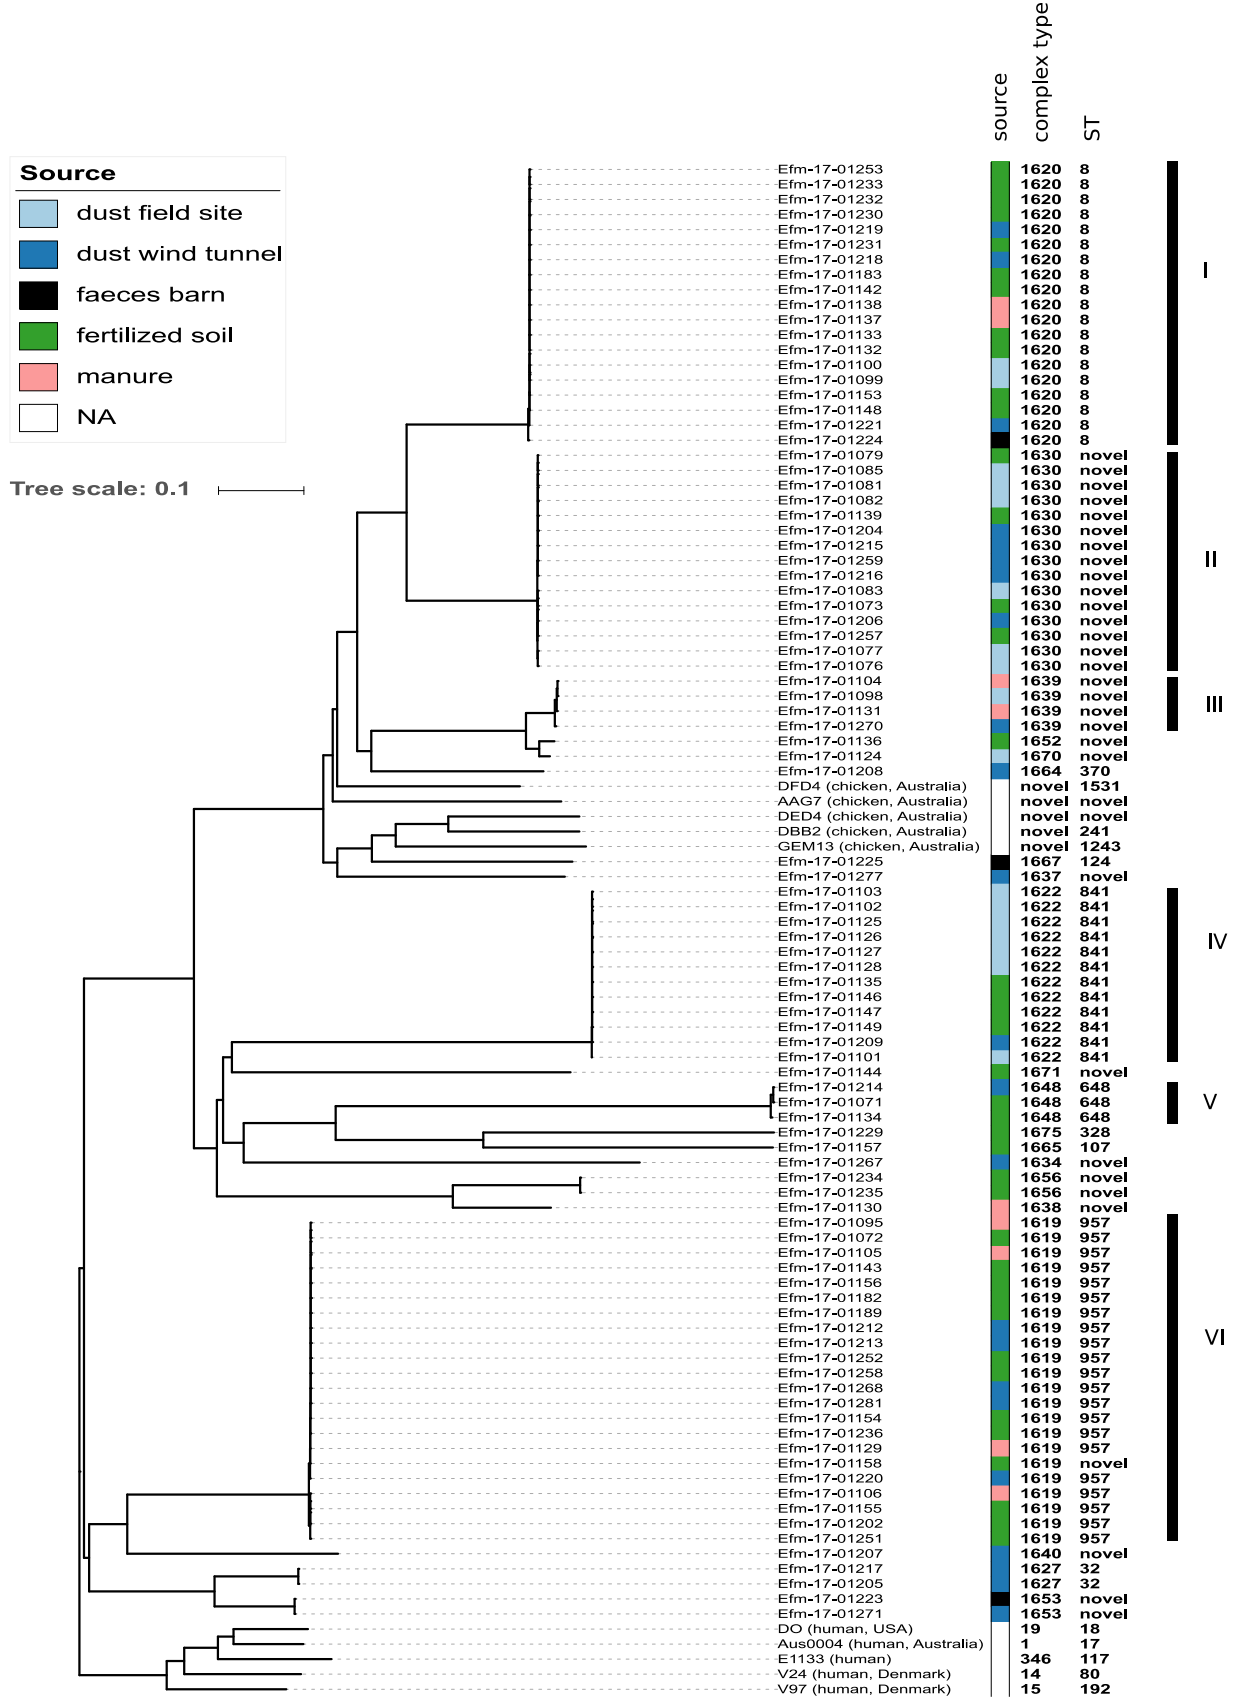 source
complex type
ST
Source
dust field site
dust wind tunnel
faeces barn
fertilized soil
manure
NA
Tree scale: 0.1
Efm-17-01253 1620 8
Efm-17-01233 1620 8
Efm-17-01232 1620 8
Efm-17-01230 1620 8
Efm-17-01219 1620 8
Efm-17-01231 1620 8
Efm-17-01218 1620 8
Efm-17-01183 1620 8
I
Efm-17-01142 1620 8
Efm-17-01138 1620 8
Efm-17-01137 1620 8
Efm-17-01133 1620 8
Efm-17-01132 1620 8
Efm-17-01100 1620 8
Efm-17-01099 1620 8
Efm-17-01153 1620 8
Efm-17-01148 1620 8
Efm-17-01221 1620 8
Efm-17-01224 1620 8
Efm-17-01079 1630 novel
Efm-17-01085 1630 novel
Efm-17-01081 1630 novel
Efm-17-01082 1630 novel
Efm-17-01139 1630 novel
Efm-17-01204 1630 novel
Efm-17-01215 1630 novel
Efm-17-01259 1630 novel
II
Efm-17-01216 1630 novel
Efm-17-01083 1630 novel
Efm-17-01073 1630 novel
Efm-17-01206 1630 novel
Efm-17-01257 1630 novel
Efm-17-01077 1630 novel
Efm-17-01076 1630 novel
Efm-17-01104 1639 novel
Efm-17-01098 1639 novel
III
Efm-17-01131 1639 novel
Efm-17-01270 1639 novel
Efm-17-01136 1652 novel
Efm-17-01124 1670 novel
Efm-17-01208 1664 370
DFD4 (chicken, Australia) novel 1531
AAG7 (chicken, Australia) novel novel
DED4 (chicken, Australia) novel novel
DBB2 (chicken, Australia) novel 241
GEM13 (chicken, Australia) novel 1243
Efm-17-01225 1667 124
Efm-17-01277 1637 novel
Efm-17-01103 1622 841
Efm-17-01102 1622 841
Efm-17-01125 1622 841
Efm-17-01126 1622 841
IV
Efm-17-01127 1622 841
Efm-17-01128 1622 841
Efm-17-01135 1622 841
Efm-17-01146 1622 841
Efm-17-01147 1622 841
Efm-17-01149 1622 841
Efm-17-01209 1622 841
Efm-17-01101 1622 841
Efm-17-01144 1671 novel
Efm-17-01214 1648 648
Efm-17-01071 1648 648
V
Efm-17-01134 1648 648
Efm-17-01229 1675 328
Efm-17-01157 1665 107
Efm-17-01267 1634 novel
Efm-17-01234 1656 novel
Efm-17-01235 1656 novel
Efm-17-01130 1638 novel
Efm-17-01095 1619 957
Efm-17-01072 1619 957
Efm-17-01105 1619 957
Efm-17-01143 1619 957
Efm-17-01156 1619 957
Efm-17-01182 1619 957
Efm-17-01189 1619 957
Efm-17-01212 1619 957
VI
Efm-17-01213 1619 957
Efm-17-01252 1619 957
Efm-17-01258 1619 957
Efm-17-01268 1619 957
Efm-17-01281 1619 957
Efm-17-01154 1619 957
Efm-17-01236 1619 957
Efm-17-01129 1619 957
Efm-17-01158 1619 novel
Efm-17-01220 1619 957
Efm-17-01106 1619 957
Efm-17-01155 1619 957
Efm-17-01202 1619 957
Efm-17-01251 1619 957
Efm-17-01207 1640 novel
Efm-17-01217 1627 32
Efm-17-01205 1627 32
Efm-17-01223 1653 novel
Efm-17-01271 1653 novel
DO (human, USA) 19 18
Aus0004 (human, Australia) 1 17
E1133 (human) 346 117
V24 (human, Denmark) 14 80
V97 (human, Denmark) 15 192